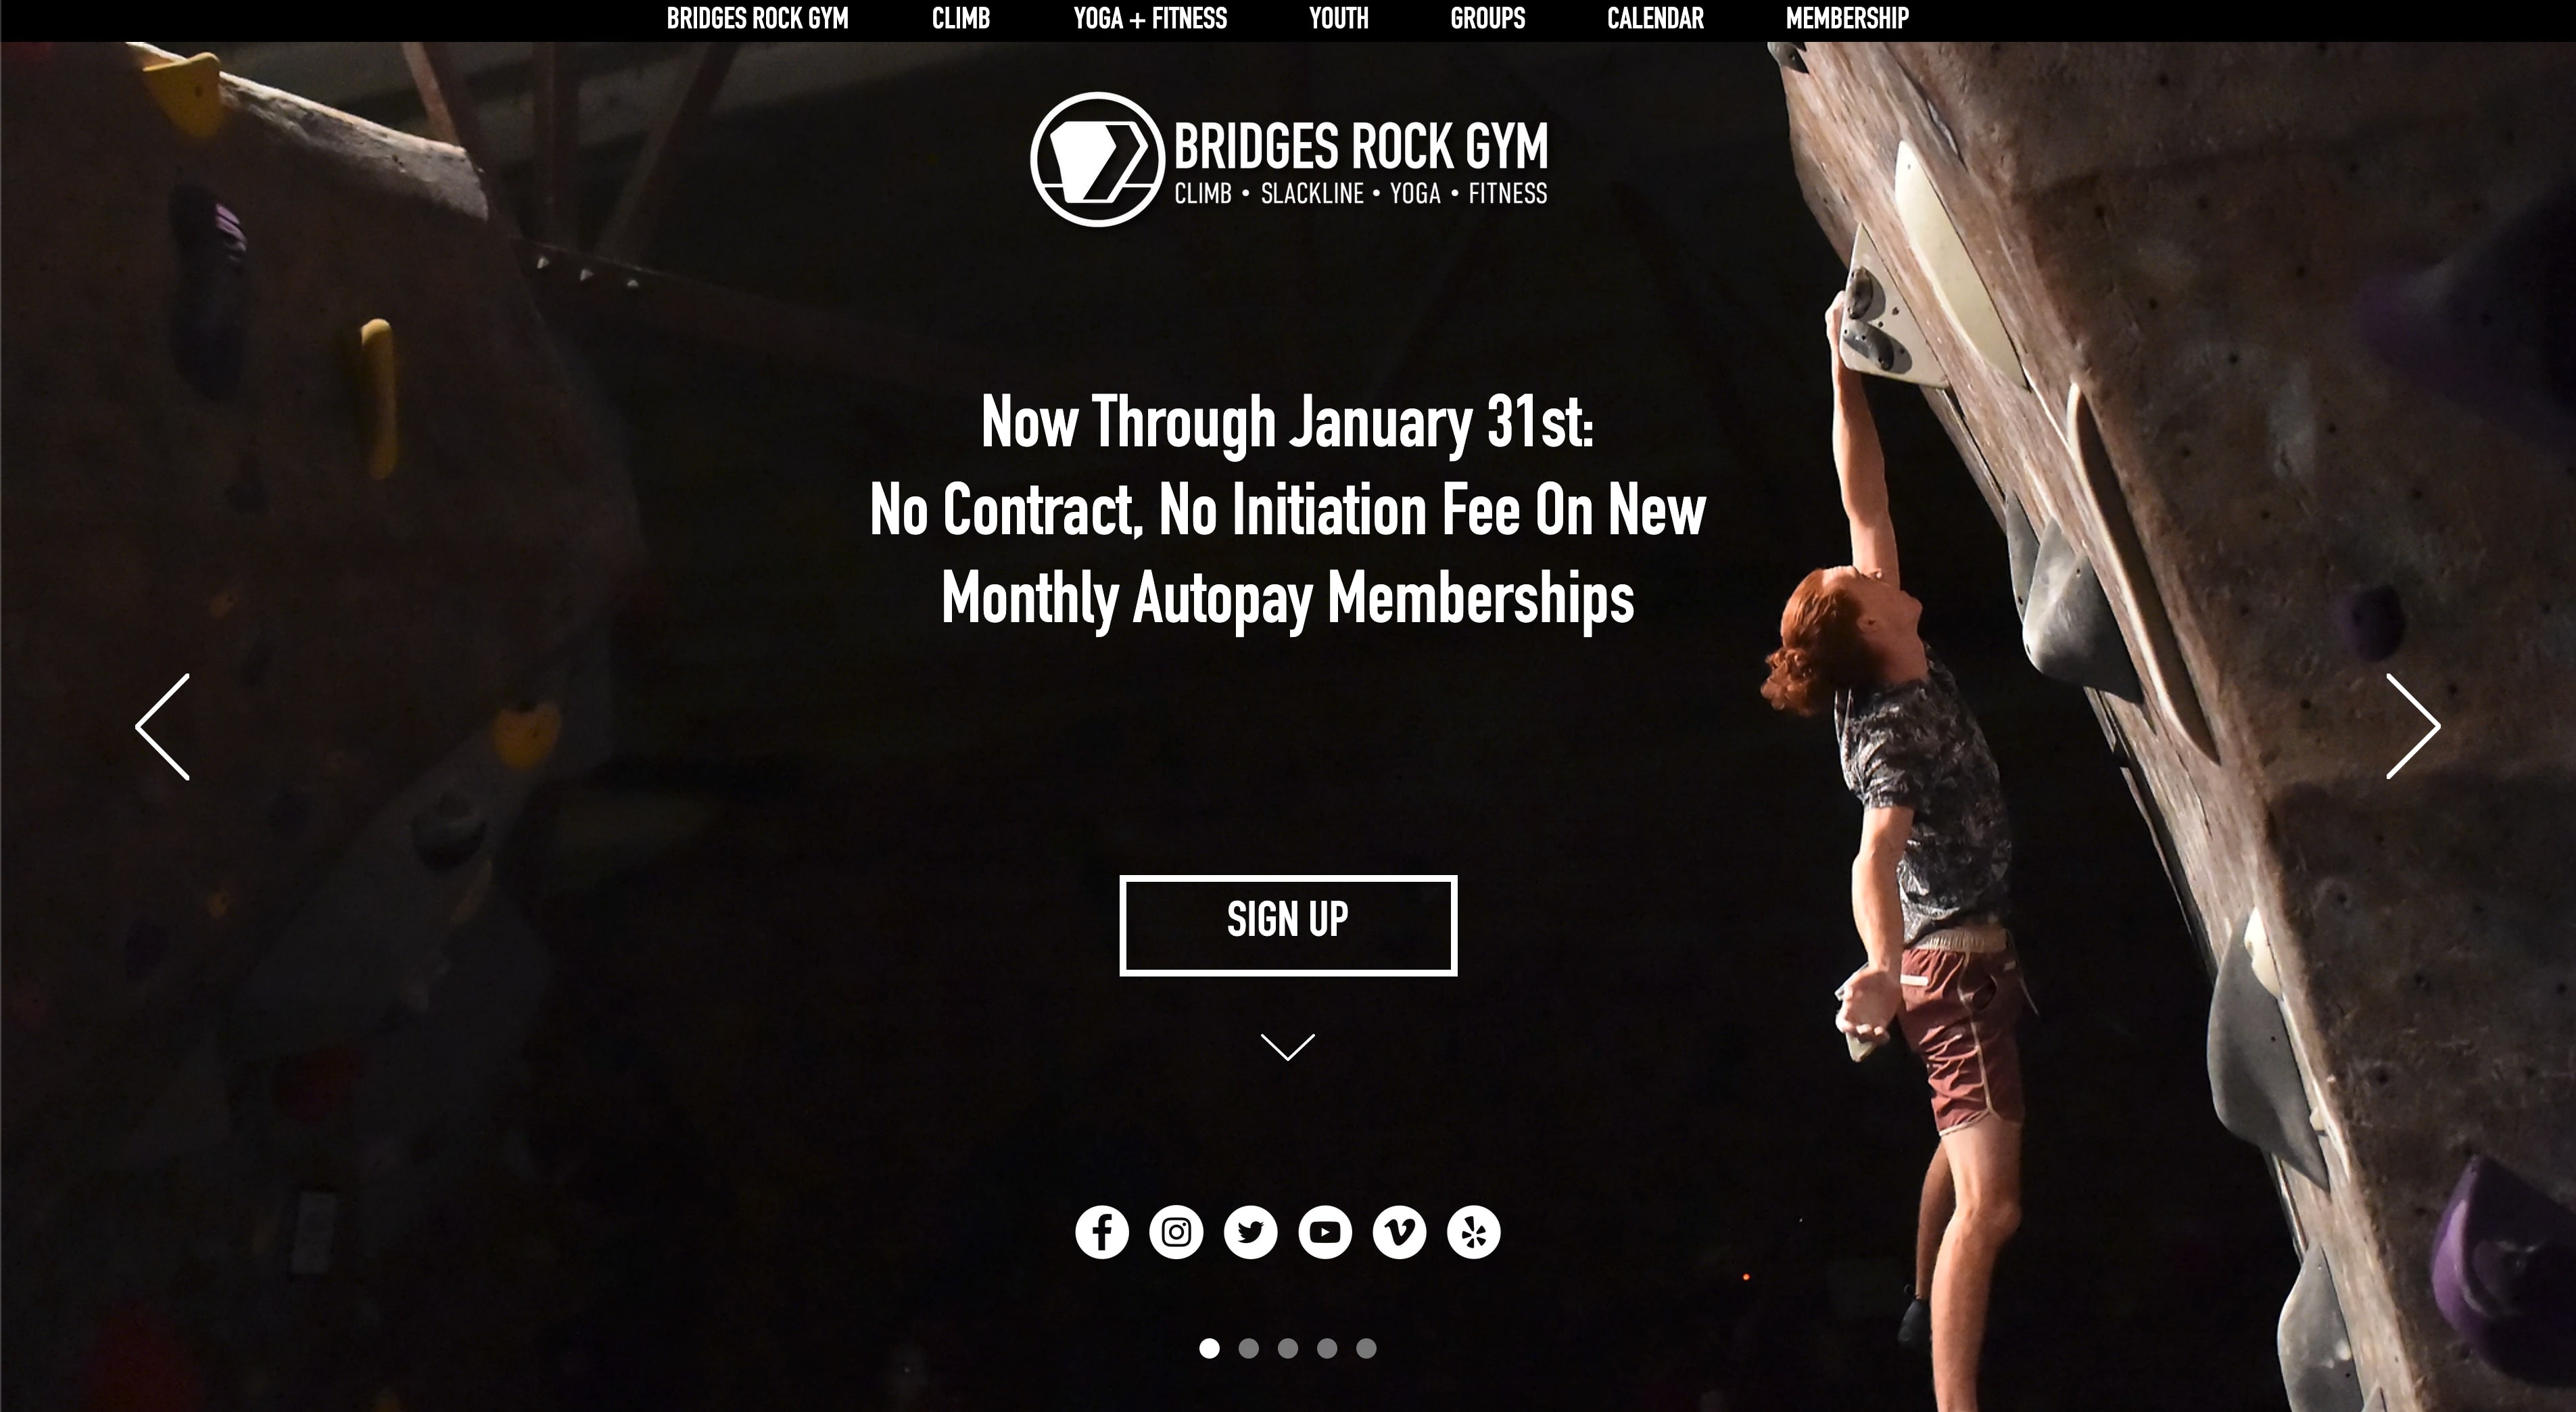 BRIDGES ROCK GYM CLIMB YOGA + FITNESS YOUTH GROUPS CALENDAR MEMBERSHIP
BRIDGES ROCK GYM
CLIMB • SLACKLINE • YOGA • FITNESS
Now Through January 31st:
No Contract, No Initiation Fee On New
Monthly Autopay Memberships
SIGN UP